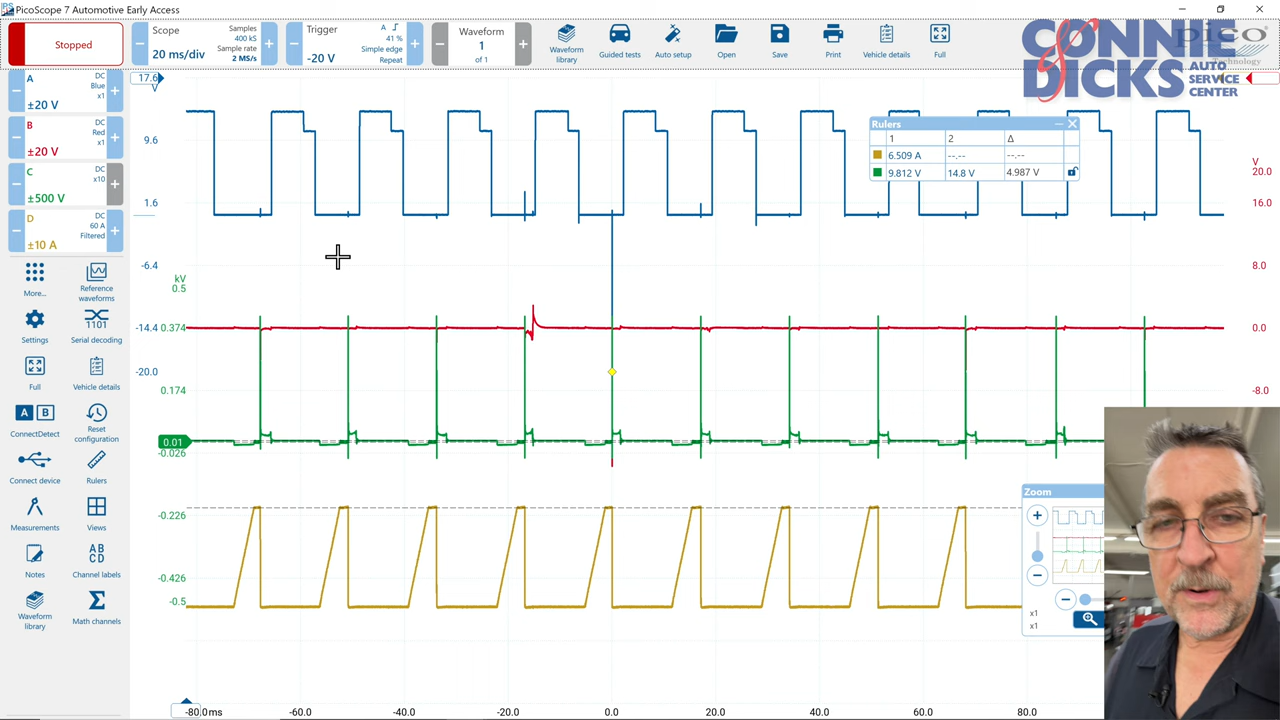 PicoScope 7 Automotive Early Access
Stopped
Scope
20 ms/div
Samples
400 kS
Sample rate
2 MS/s
Trigger
-20 V
A
41 %
Simple edge
Repeat
Waveform
1
of 1
Waveform
library
Guided tests
Auto setup
Open
Save
Print
Vehicle details
Full
CONNIE
& DICKS
AUTO
SERVICE
CENTER
pico
Technology
A
DC
Blue
x1
±20 V
B
DC
Red
x1
±20 V
C
DC
x10
±500 V
D
DC
60 A
Filtered
±10 A
More...
Reference
waveforms
Settings
Serial decoding
Full
Vehicle details
A B
ConnectDetect
Reset
configuration
Connect device
Rulers
Measurements
Views
Notes
Channel labels
Waveform
library
Math channels
17.6
V
9.6
1.6
-6.4
kV
0.5
-14.4 0.374
-20.0
0.174
0.01
-0.026
-0.226
-0.426
-0.5
Rulers
1 2 Δ
6.509 A --.-- --.--
9.812 V 14.8 V 4.987 V
V
20.0
16.0
8.0
0.0
-8.0
Zoom
x1
x1
-80.0 ms -60.0 -40.0 -20.0 0.0 20.0 40.0 60.0 80.0